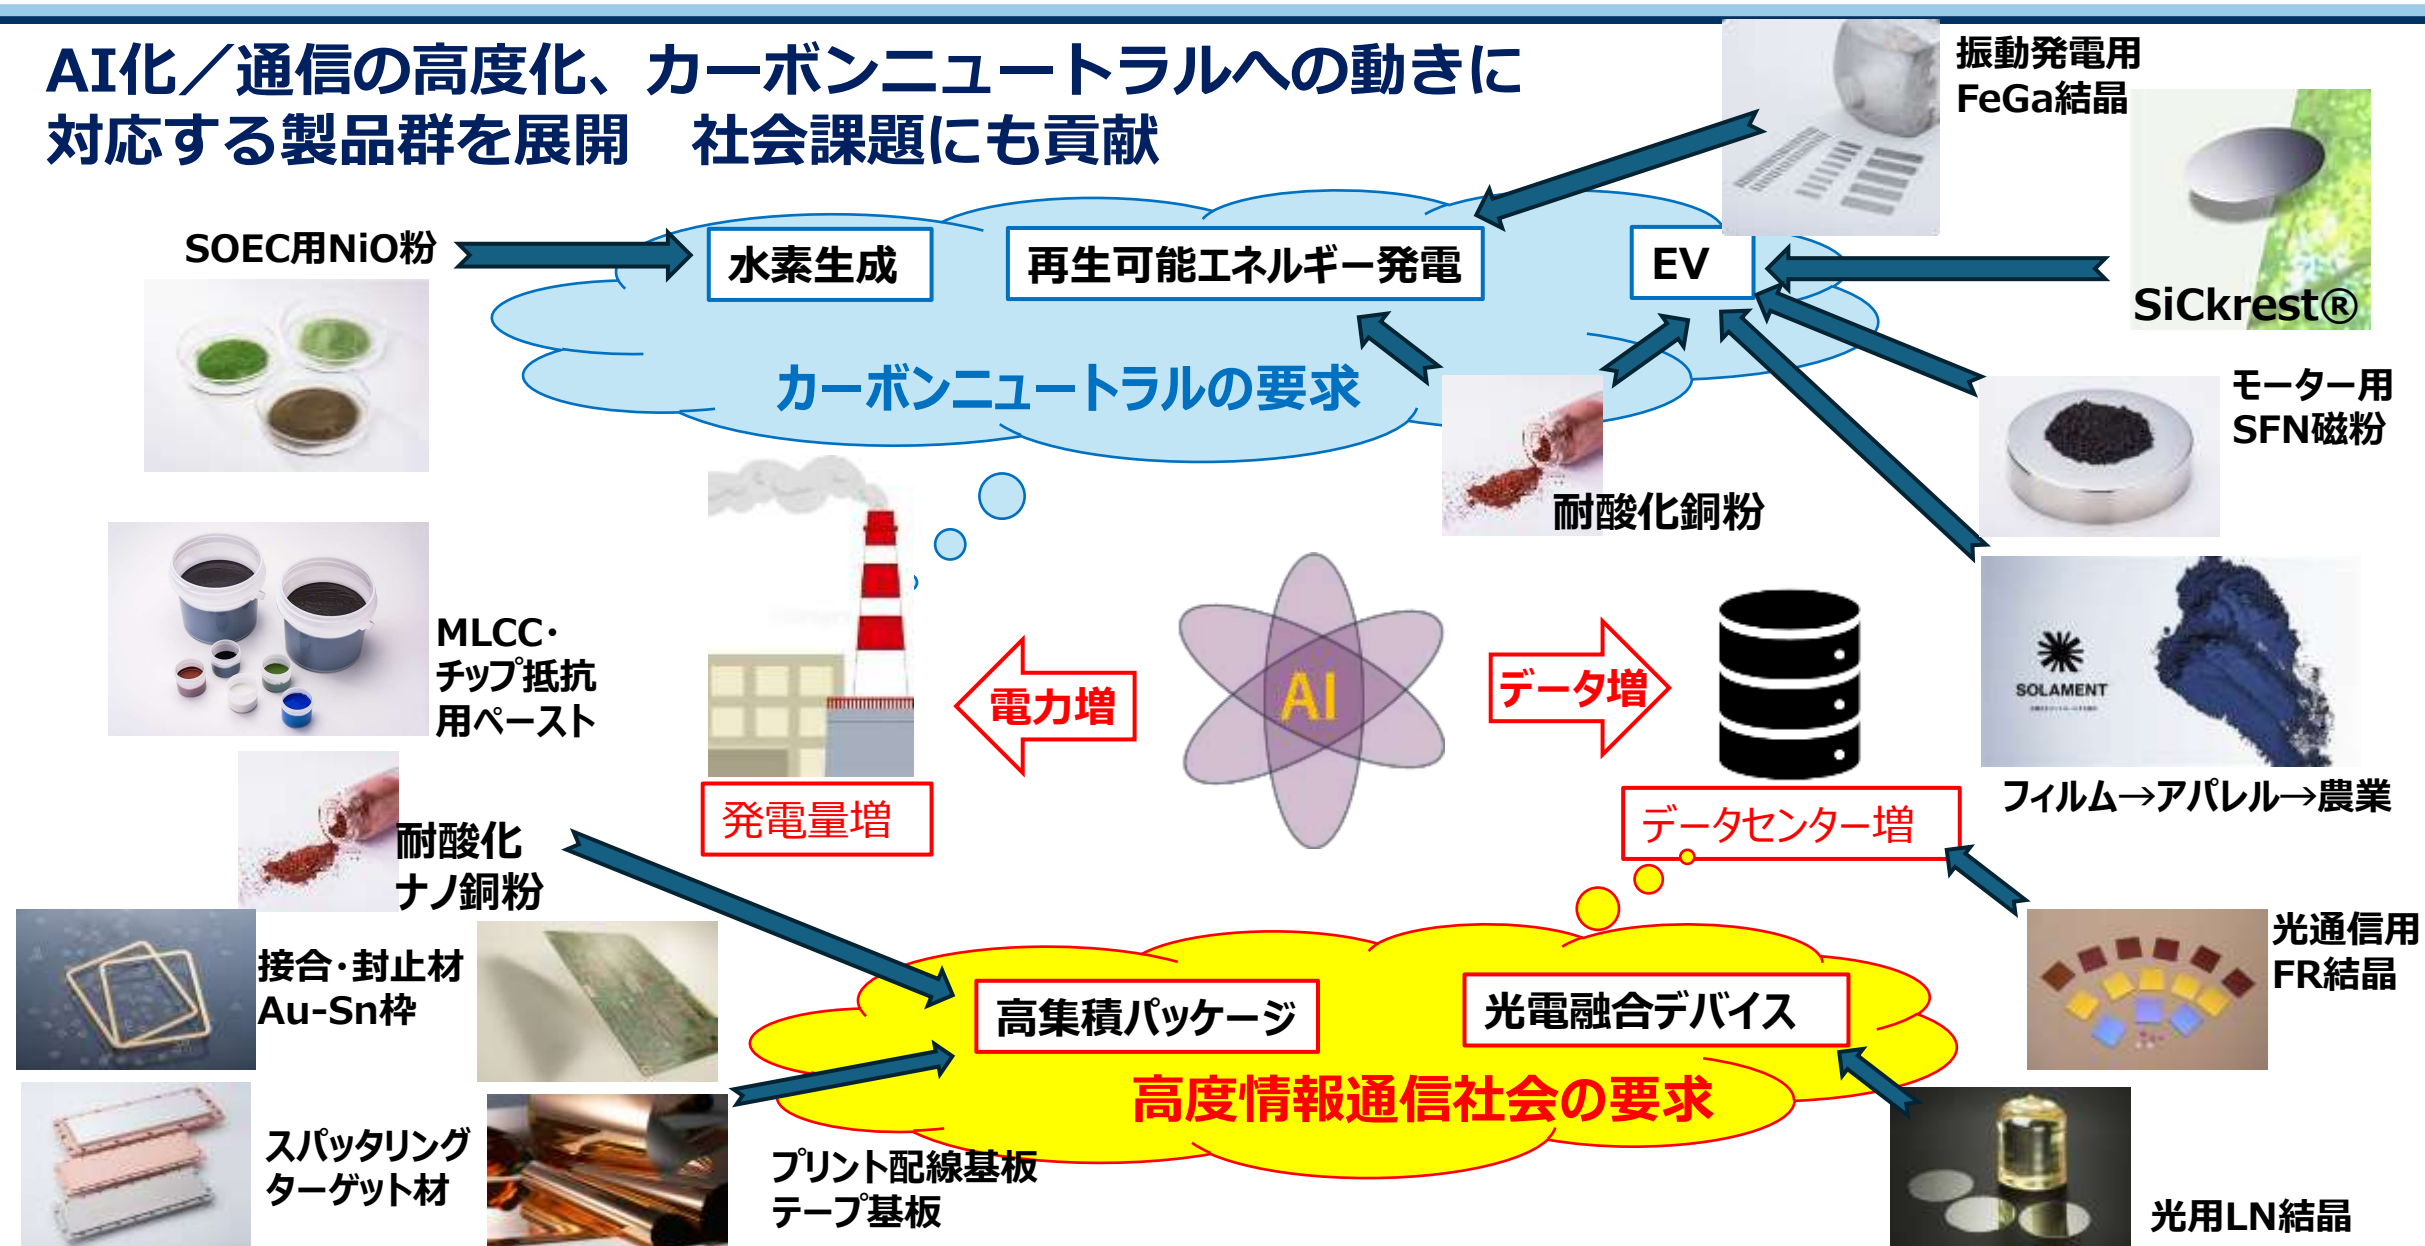 AI化／通信の高度化、カーボンニュートラルへの動きに
対応する製品群を展開　社会課題にも貢献
振動発電用
FeGa結晶
SOEC用NiO粉
水素生成
再生可能エネルギー発電
EV
SiCkrest®
カーボンニュートラルの要求
モーター用
SFN磁粉
耐酸化銅粉
MLCC・
チップ抵抗
用ペースト
電力増
AI
データ増
SOLAMENT
フィルム→アパレル→農業
発電量増
データセンター増
耐酸化
ナノ銅粉
接合・封止材
Au-Sn枠
高集積パッケージ
光電融合デバイス
光通信用
FR結晶
高度情報通信社会の要求
スパッタリング
ターゲット材
プリント配線基板
テープ基板
光用LN結晶